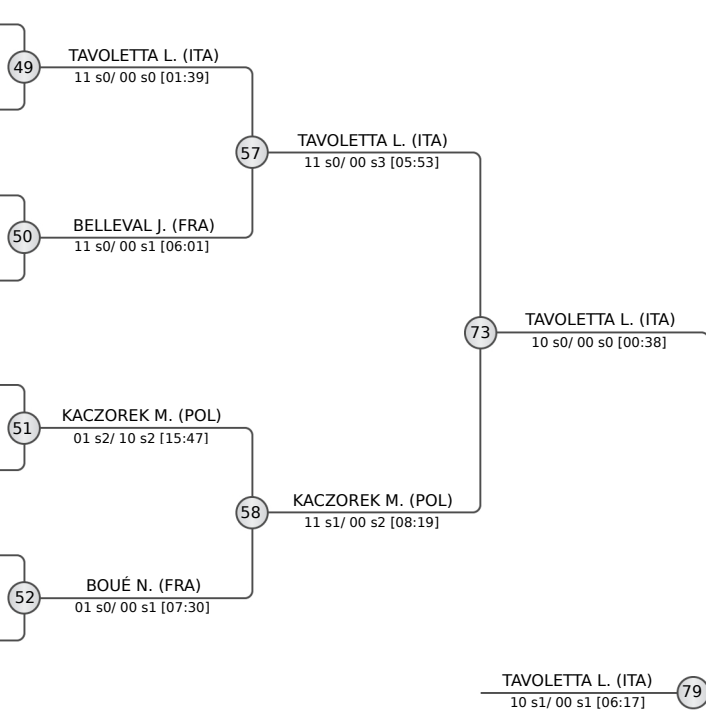 49
TAVOLETTA L. (ITA)
11 s0/ 00 s0 [01:39]
57
TAVOLETTA L. (ITA)
11 s0/ 00 s3 [05:53]
50
BELLEVAL J. (FRA)
11 s0/ 00 s1 [06:01]
73
TAVOLETTA L. (ITA)
10 s0/ 00 s0 [00:38]
51
KACZOREK M. (POL)
01 s2/ 10 s2 [15:47]
58
KACZOREK M. (POL)
11 s1/ 00 s2 [08:19]
52
BOUÉ N. (FRA)
01 s0/ 00 s1 [07:30]
TAVOLETTA L. (ITA)
10 s1/ 00 s1 [06:17]
79